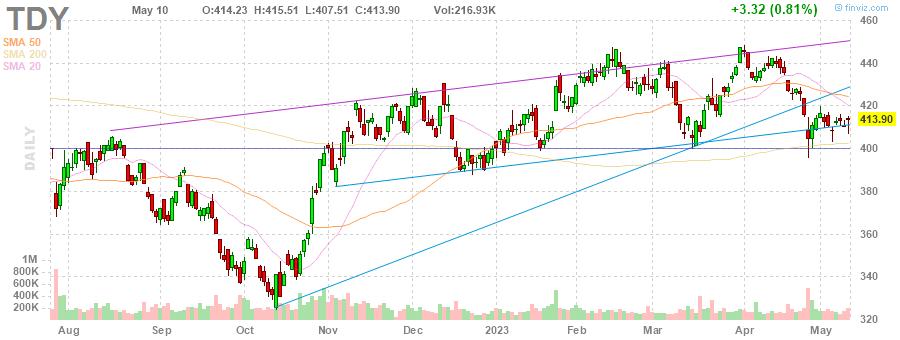 TDY
May 10 O:414.23 H:415.51 L:407.51 C:413.90 Vol:216.93K +3.32 (0.81%)
© finviz.com
SMA 50
SMA 200
SMA 20
DAILY
460
440
420
413.90
400
380
360
340
320
1M
800K
600K
400K
200K
Aug Sep Oct Nov Dec 2023 Feb Mar Apr May